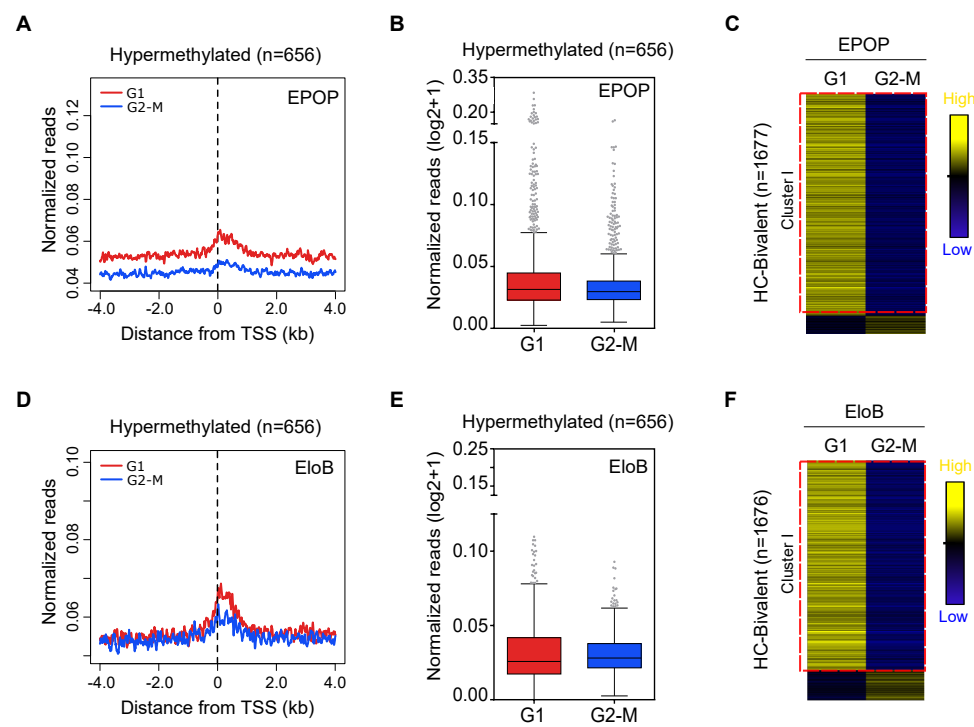 A
Hypermethylated (n=656)
EPOP
G1
G2-M
Normalized reads
0.12
0.10
0.08
0.06
0.04
-4.0
-2.0
0
2.0
4.0
Distance from TSS (kb)
B
Hypermethylated (n=656)
EPOP
Normalized reads (log2+1)
0.35
0.20
0.15
0.10
0.05
0.00
G1
G2-M
C
EPOP
G1
G2-M
HC-Bivalent (n=1677)
Cluster I
High
Low
D
Hypermethylated (n=656)
EloB
G1
G2-M
Normalized reads
0.10
0.08
0.06
-4.0
-2.0
0
2.0
4.0
Distance from TSS (kb)
E
Hypermethylated (n=656)
EloB
Normalized reads (log2+1)
0.25
0.20
0.10
0.05
0.00
G1
G2-M
F
EloB
G1
G2-M
HC-Bivalent (n=1676)
Cluster I
High
Low